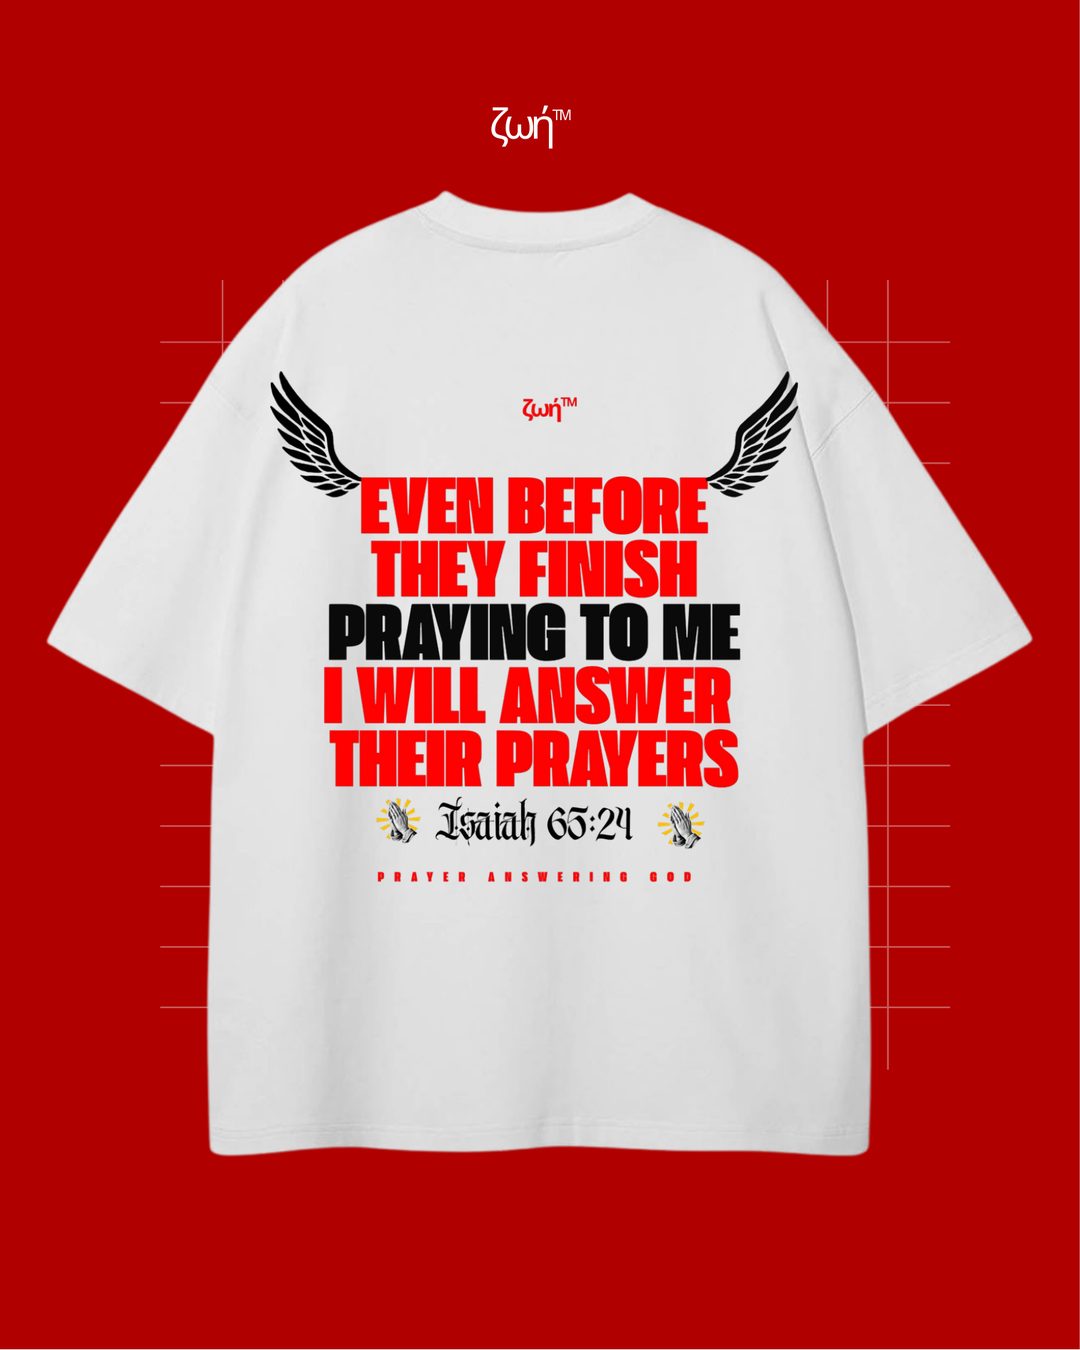 ζωή™
ζωή™
EVEN BEFORE
THEY FINISH
PRAYING TO ME
I WILL ANSWER
THEIR PRAYERS
Isaiah 65:24
PRAYER ANSWERING GOD